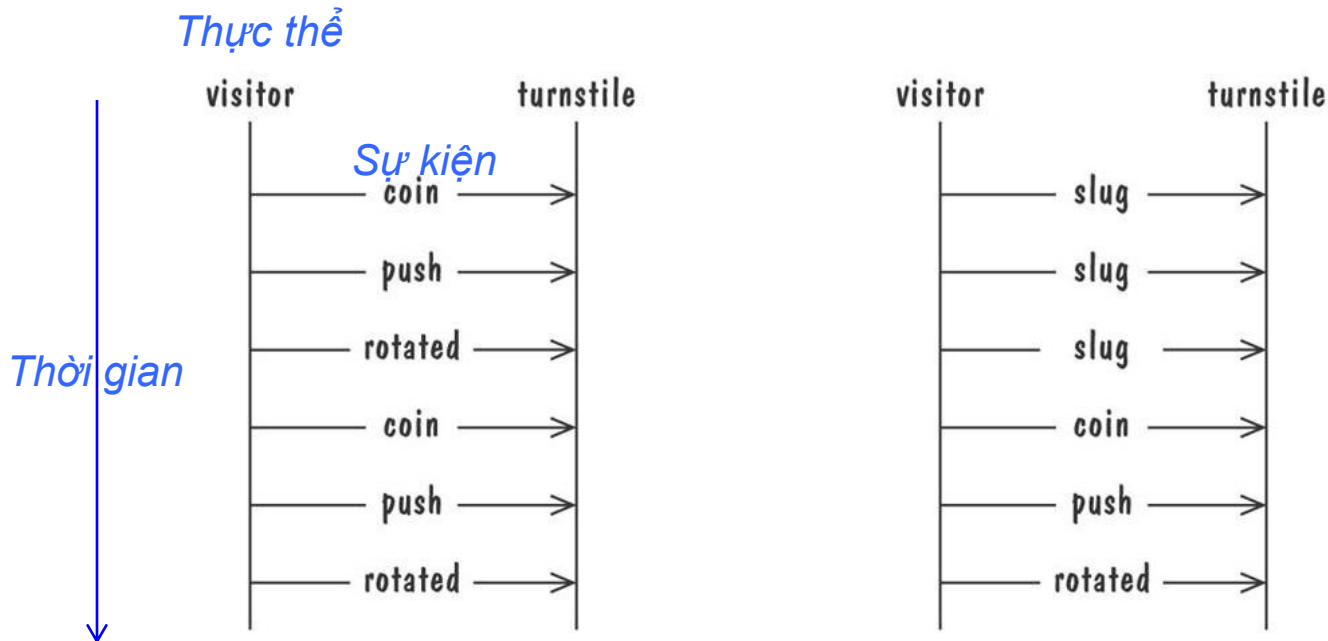 Thực thể
visitor turnstile visitor turnstile
Sự kiện
coin slug
push slug
rotated slug
Thời gian
coin coin
push push
rotated rotated